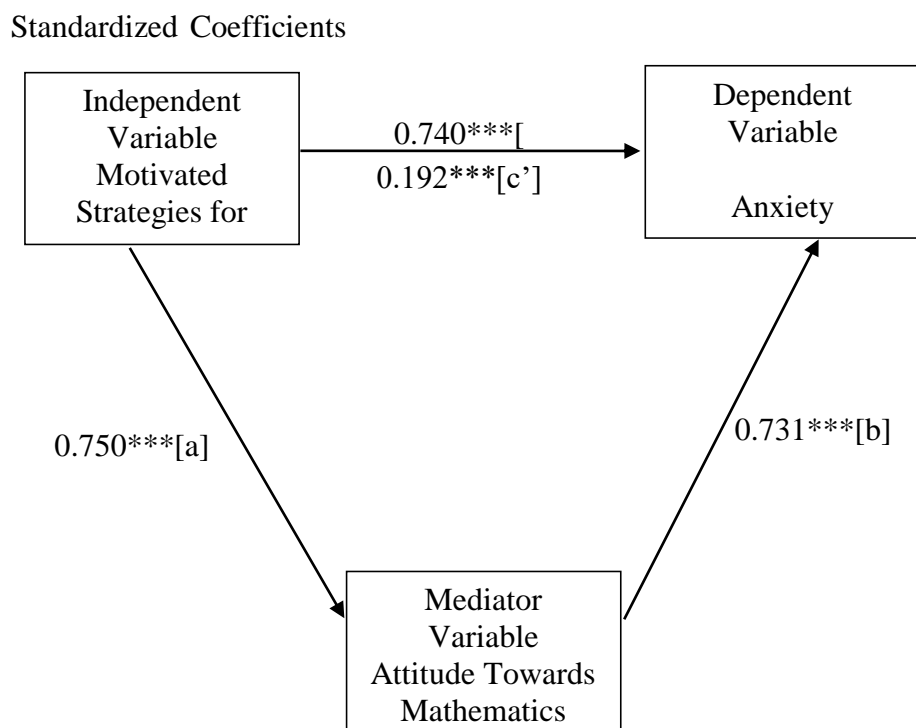 Standardized Coefficients
Independent
Variable
Motivated
Strategies for
0.740***[
0.192***[c’]
Dependent
Variable
Anxiety
0.750***[a]
0.731***[b]
Mediator
Variable
Attitude Towards
Mathematics